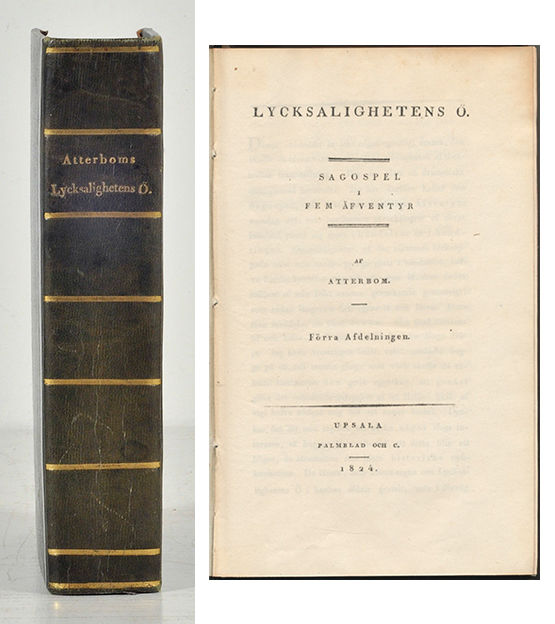 Atterboms
Lycksalighetens Ö.
LYCKSALIGHETENS Ö.
SAGOSPEL
I
FEM ÄFVENTYR
AF
ATTERBOM.
Förra Afdelningen.
UPSALA
PALMBLAD OCH C.
1824.